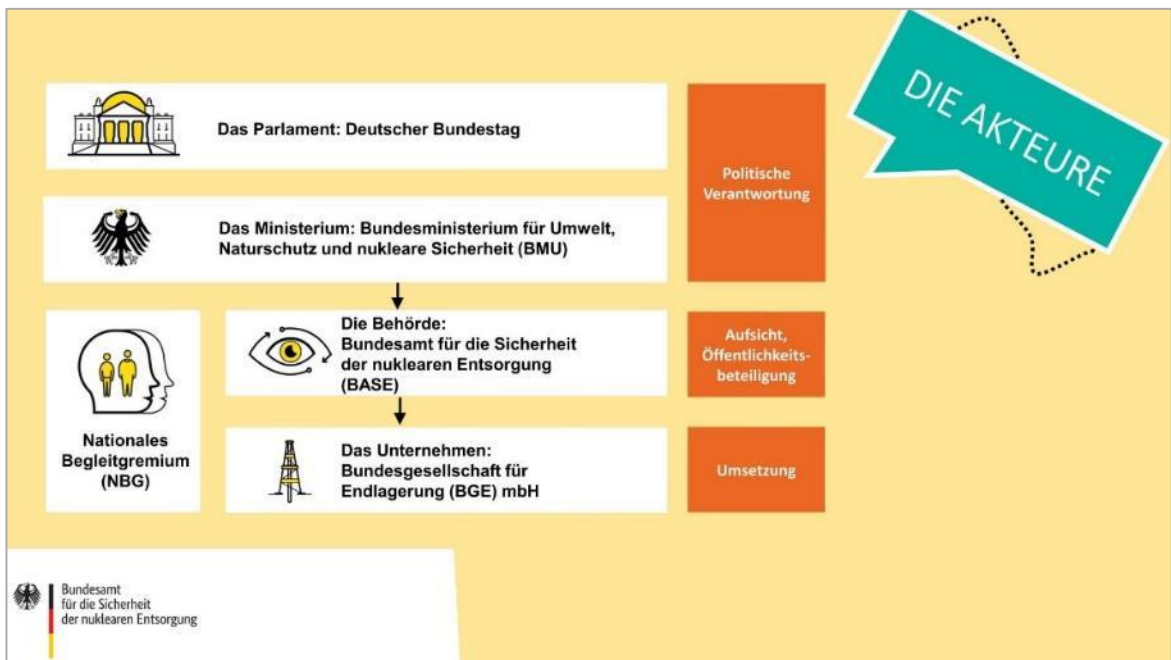 DIE AKTEURE
Das Parlament: Deutscher Bundestag
Politische
Verantwortung
Das Ministerium: Bundesministerium für Umwelt,
Naturschutz und nukleare Sicherheit (BMU)
Nationales
Begleitgremium
(NBG)
Die Behörde:
Bundesamt für die Sicherheit
der nuklearen Entsorgung
(BASE)
Aufsicht,
Öffentlichkeits-
beteiligung
Das Unternehmen:
Bundesgesellschaft für
Endlagerung (BGE) mbH
Umsetzung
Bundesamt
für die Sicherheit
der nuklearen Entsorgung